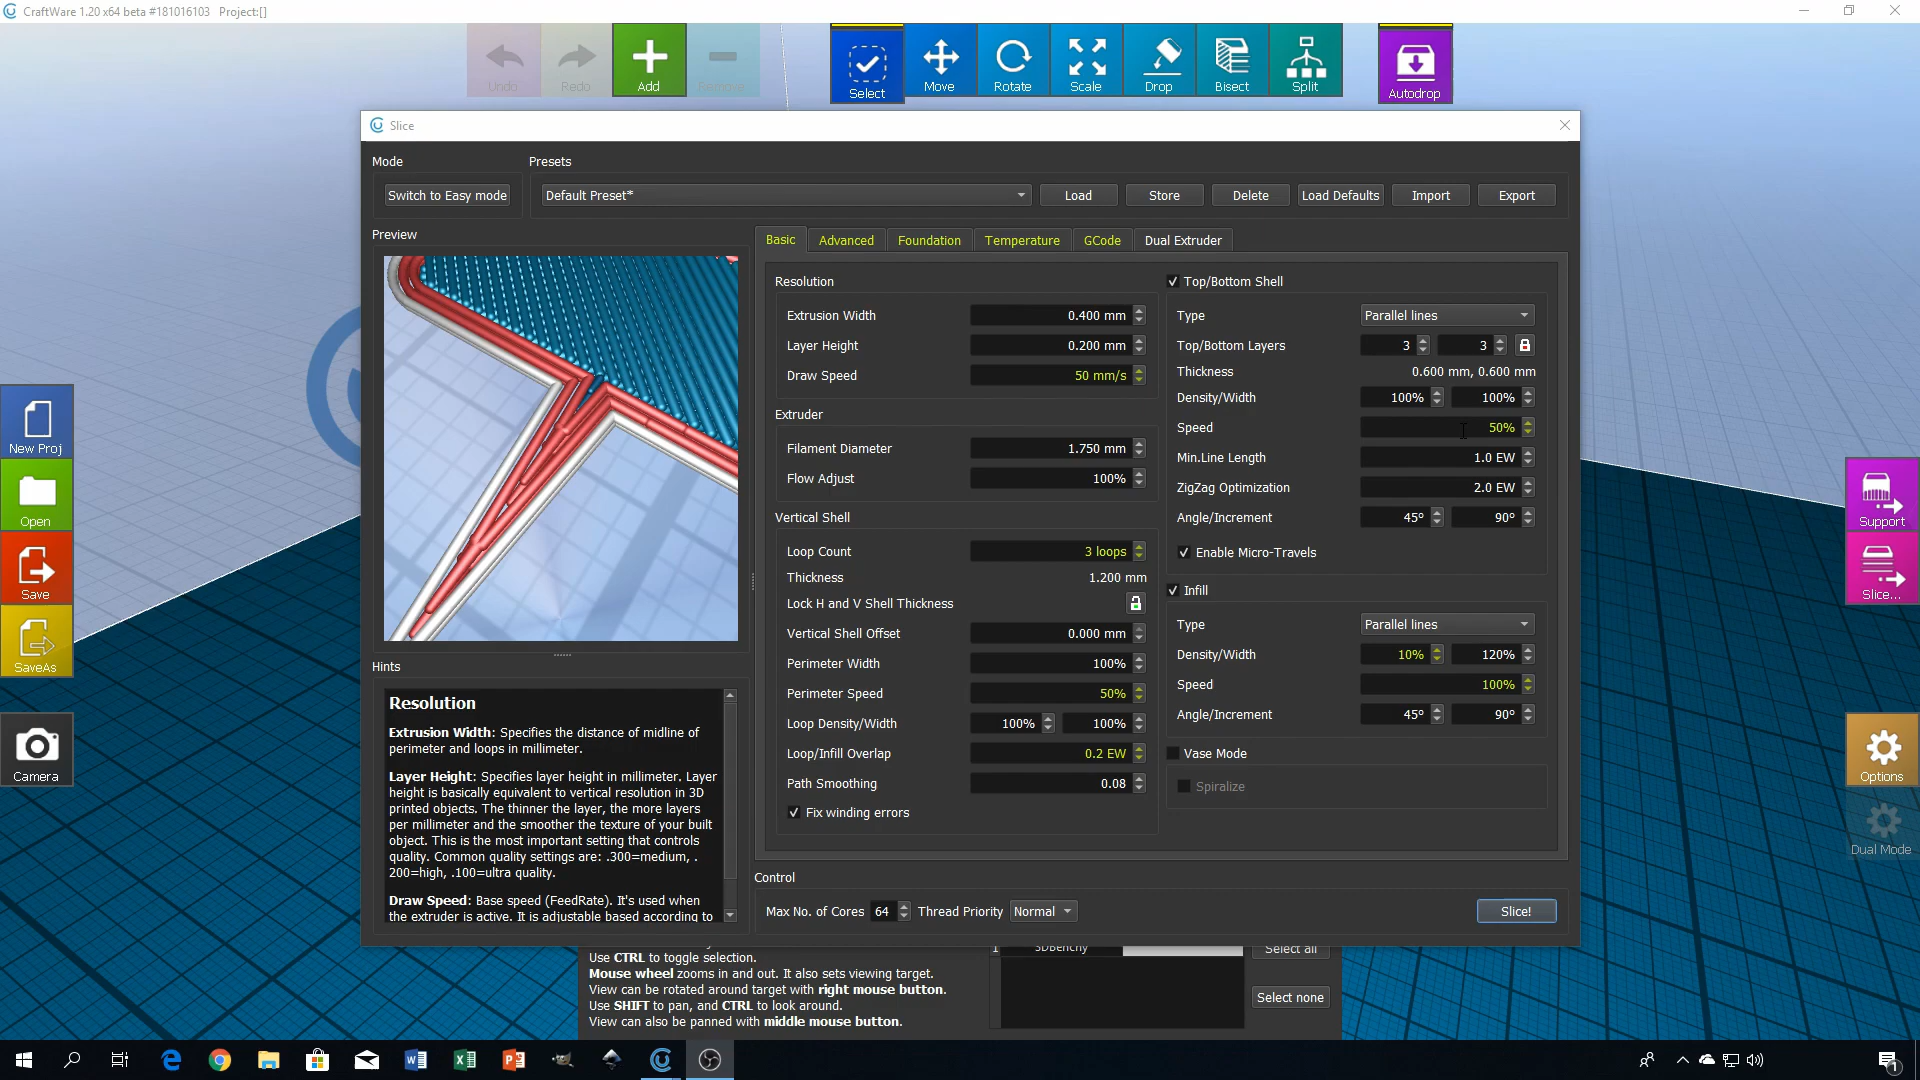 CraftWare 1.20 x64 beta #181016103   Project:[]
Undo
Redo
Add
Remove
Select
Move
Rotate
Scale
Drop
Bisect
Split
Autodrop
Slice
Mode
Presets
Switch to Easy mode
Default Preset*
Load
Store
Delete
Load Defaults
Import
Export
Preview
Basic
Advanced
Foundation
Temperature
GCode
Dual Extruder
Resolution
Extrusion Width 0.400 mm
Layer Height 0.200 mm
Draw Speed 50 mm/s
Extruder
Filament Diameter 1.750 mm
Flow Adjust 100%
Vertical Shell
Loop Count 3 loops
Thickness 1.200 mm
Lock H and V Shell Thickness
Vertical Shell Offset 0.000 mm
Perimeter Width 100%
Perimeter Speed 50%
Loop Density/Width 100% 100%
Loop/Infill Overlap 0.2 EW
Path Smoothing 0.08
Fix winding errors
Top/Bottom Shell
Type Parallel lines
Top/Bottom Layers 3 3
Thickness 0.600 mm, 0.600 mm
Density/Width 100% 100%
Speed 50%
Min.Line Length 1.0 EW
ZigZag Optimization 2.0 EW
Angle/Increment 45° 90°
Enable Micro-Travels
Infill
Type Parallel lines
Density/Width 10% 120%
Speed 100%
Angle/Increment 45° 90°
Vase Mode
Spiralize
Hints
Resolution
Extrusion Width: Specifies the distance of midline of
perimeter and loops in millimeter.
Layer Height: Specifies layer height in millimeter. Layer
height is basically equivalent to vertical resolution in 3D
printed objects. The thinner the layer, the more layers
per millimeter and the smoother the texture of your built
object. This is the most important setting that controls
quality. Common quality settings are: .300=medium, .
200=high, .100=ultra quality.
Draw Speed: Base speed (FeedRate). It's used when
the extruder is active. It is adjustable based according to
Control
Max No. of Cores 64 Thread Priority Normal
Slice!
New Proj
Open
Save
SaveAs
Camera
Support
Slice...
Options
Dual Mode
Use CTRL to toggle selection.
Mouse wheel zooms in and out. It also sets viewing target.
View can be rotated around target with right mouse button.
Use SHIFT to pan, and CTRL to look around.
View can also be panned with middle mouse button.
1 3DBenchy
Select all
Select none
1